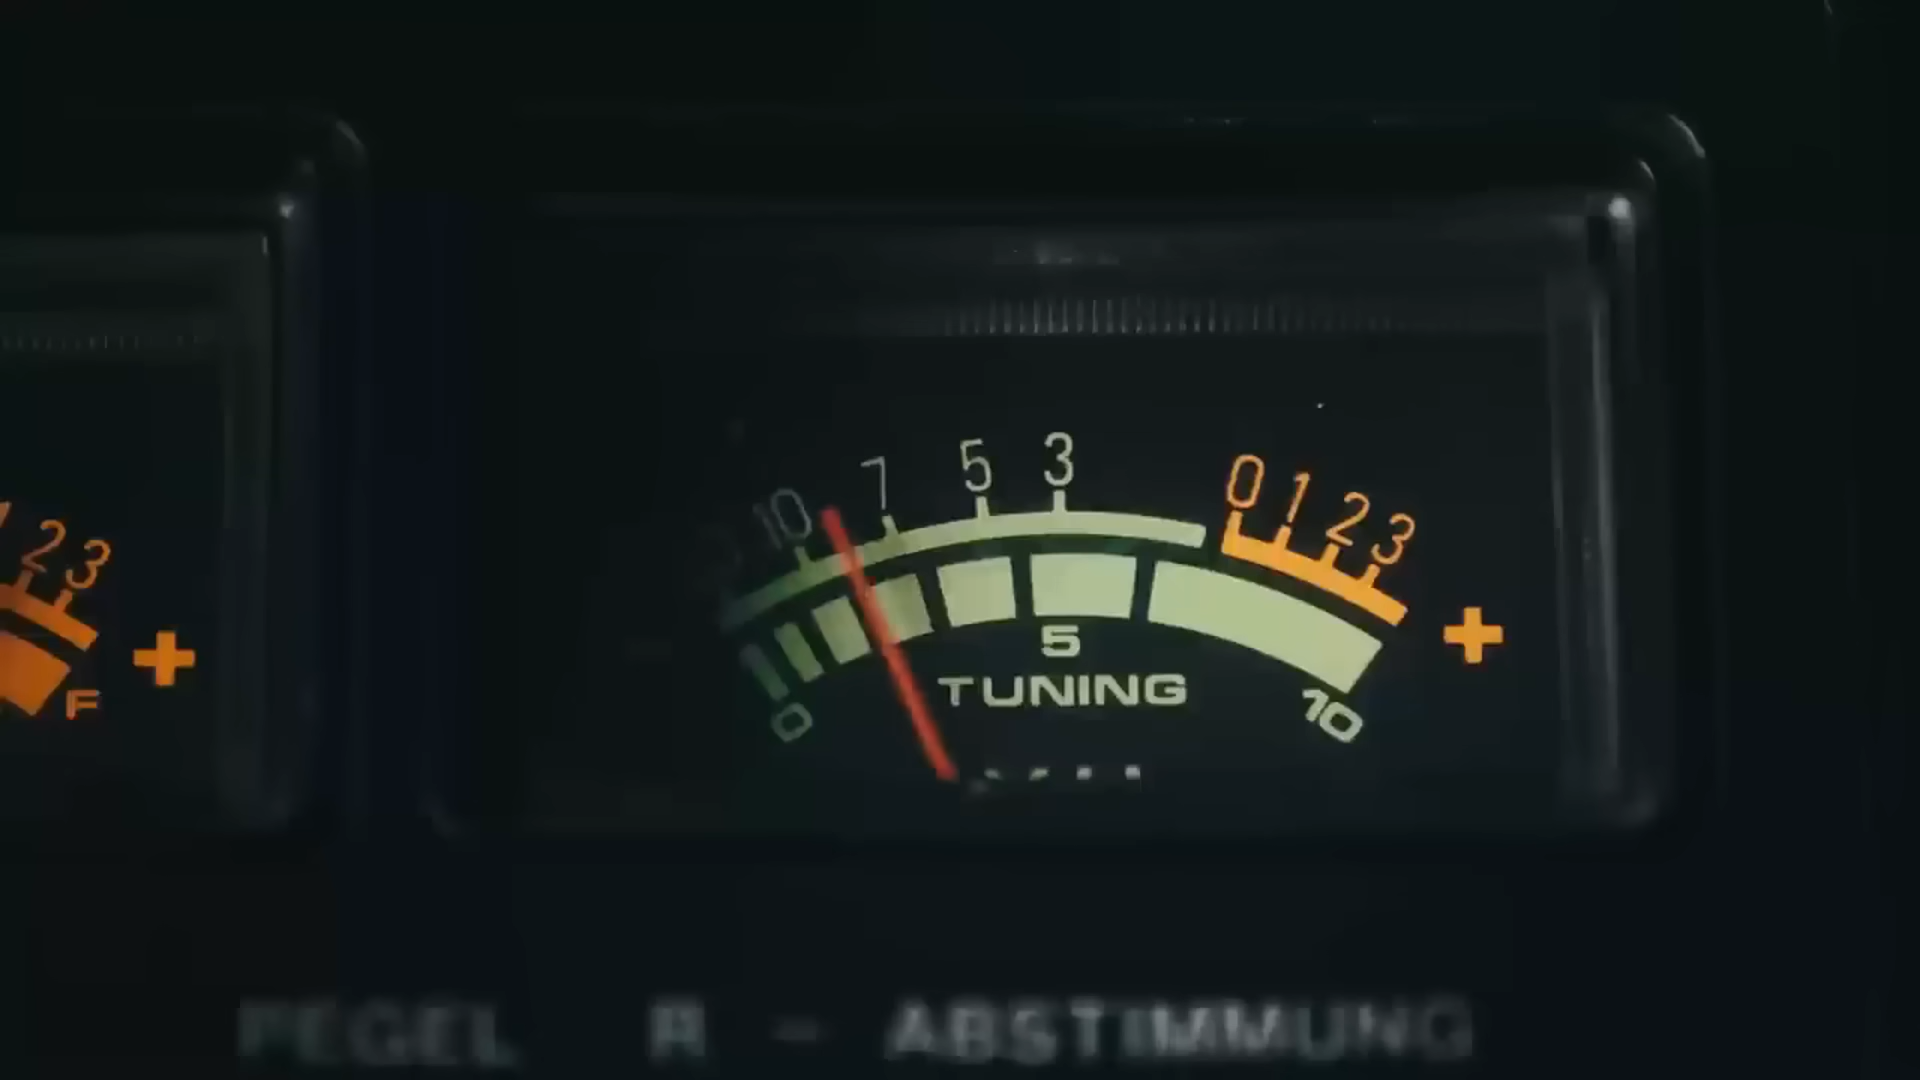 10 7 5 3 0 1 2 3
2 3
+
5
+
TUNING
F
0 10
PEGEL R - ABSTIMMUNG